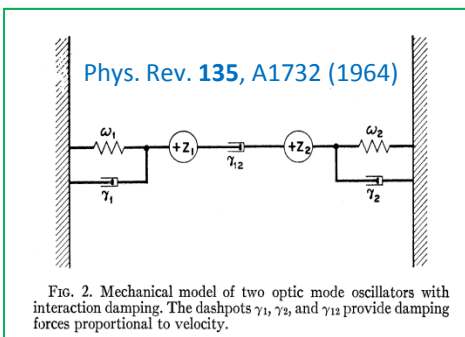 Phys. Rev. 135, A1732 (1964)
ω₁
ω₂
+Z₁
+Z₂
γ₁₂
γ₁
γ₂
FIG. 2. Mechanical model of two optic mode oscillators with
interaction damping. The dashpots γ₁, γ₂, and γ₁₂ provide damping
forces proportional to velocity.